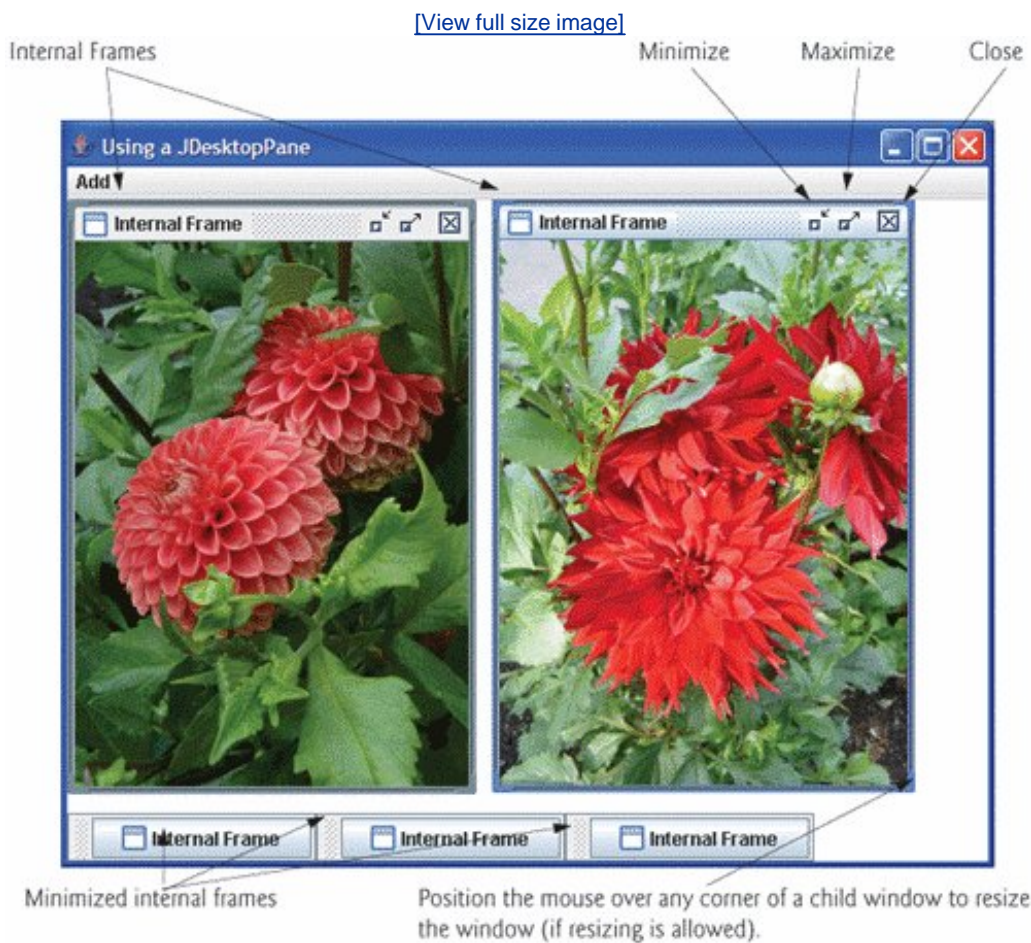 [View full size image]
Internal Frames
Minimize
Maximize
Close
Using a JDesktopPane
Add
Internal Frame
Internal Frame
Internal Frame
Internal Frame
Internal Frame
Minimized internal frames
Position the mouse over any corner of a child window to resize
the window (if resizing is allowed).